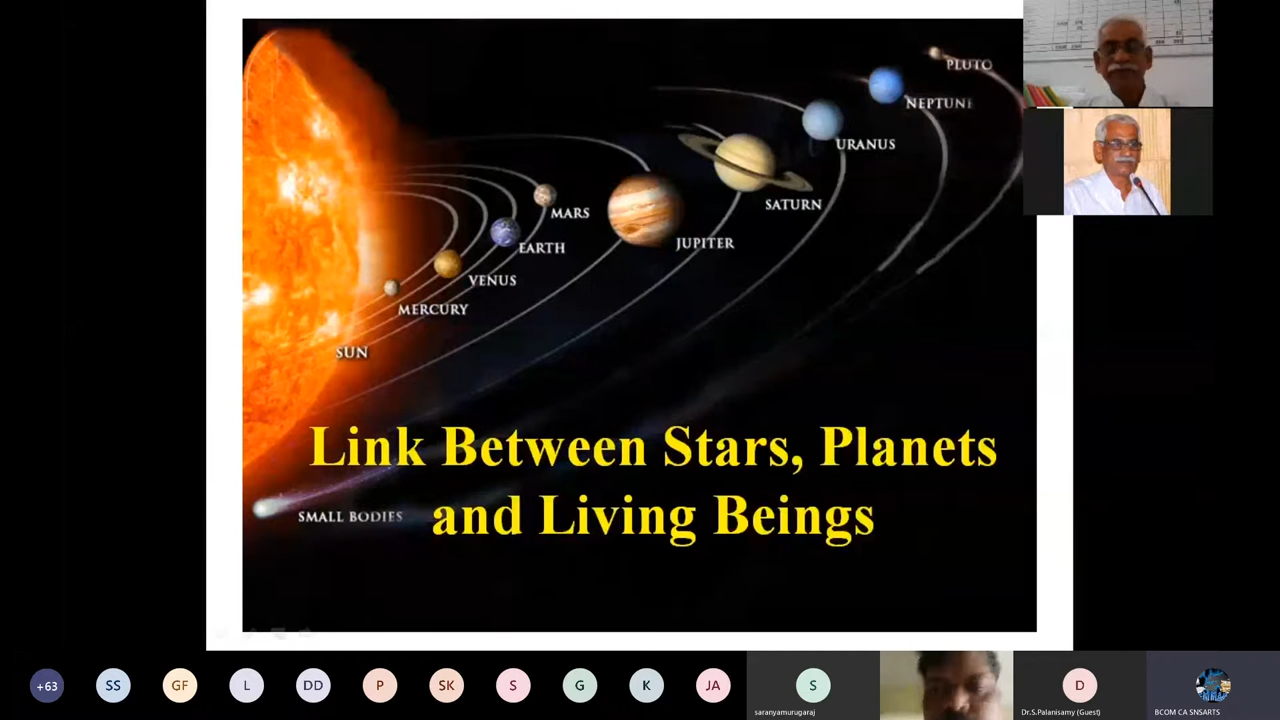 PLUTO
NEPTUNE
URANUS
SATURN
MARS
JUPITER
EARTH
VENUS
MERCURY
SUN
Link Between Stars, Planets
and Living Beings
SMALL BODIES
+63
SS
GF
L
DD
P
SK
S
G
K
JA
S
D
saranyamurugaraj
Dr.S.Palanisamy (Guest)
BCOM CA SNSARTS